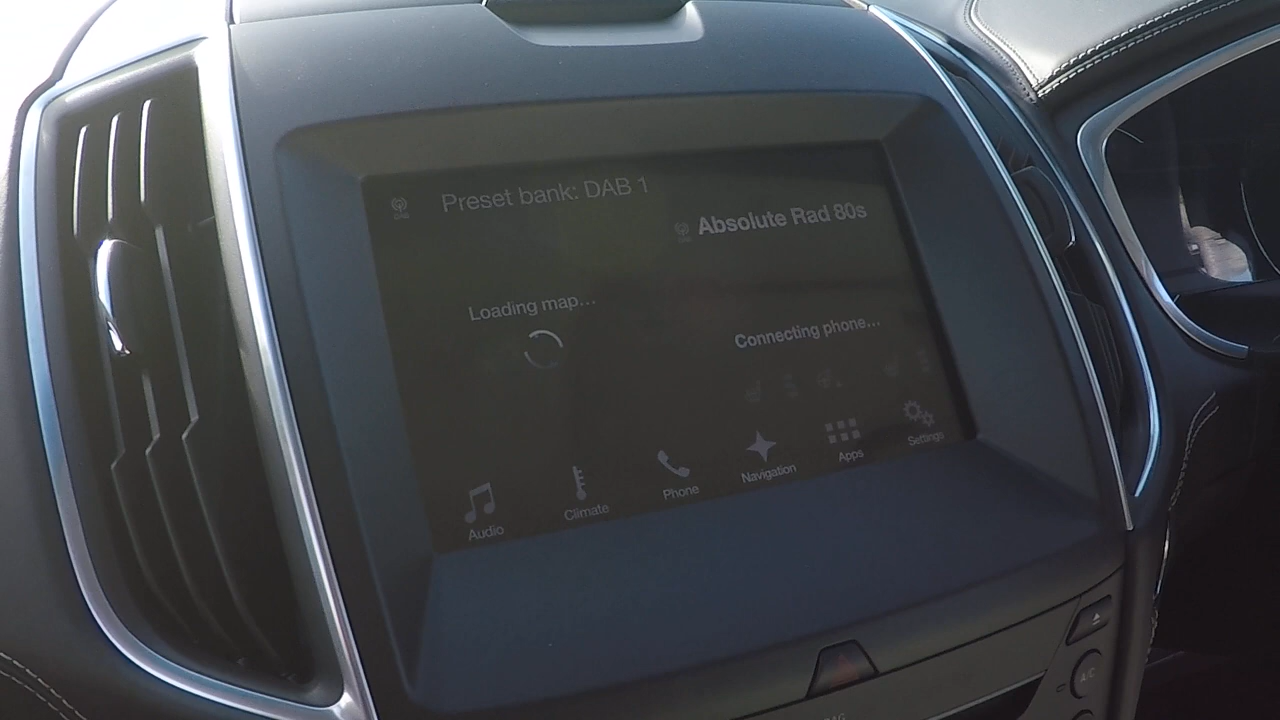 Preset bank: DAB 1
Absolute Rad 80s
Loading map...
Connecting phone...
Audio
Climate
Phone
Navigation
Apps
Settings
A/C